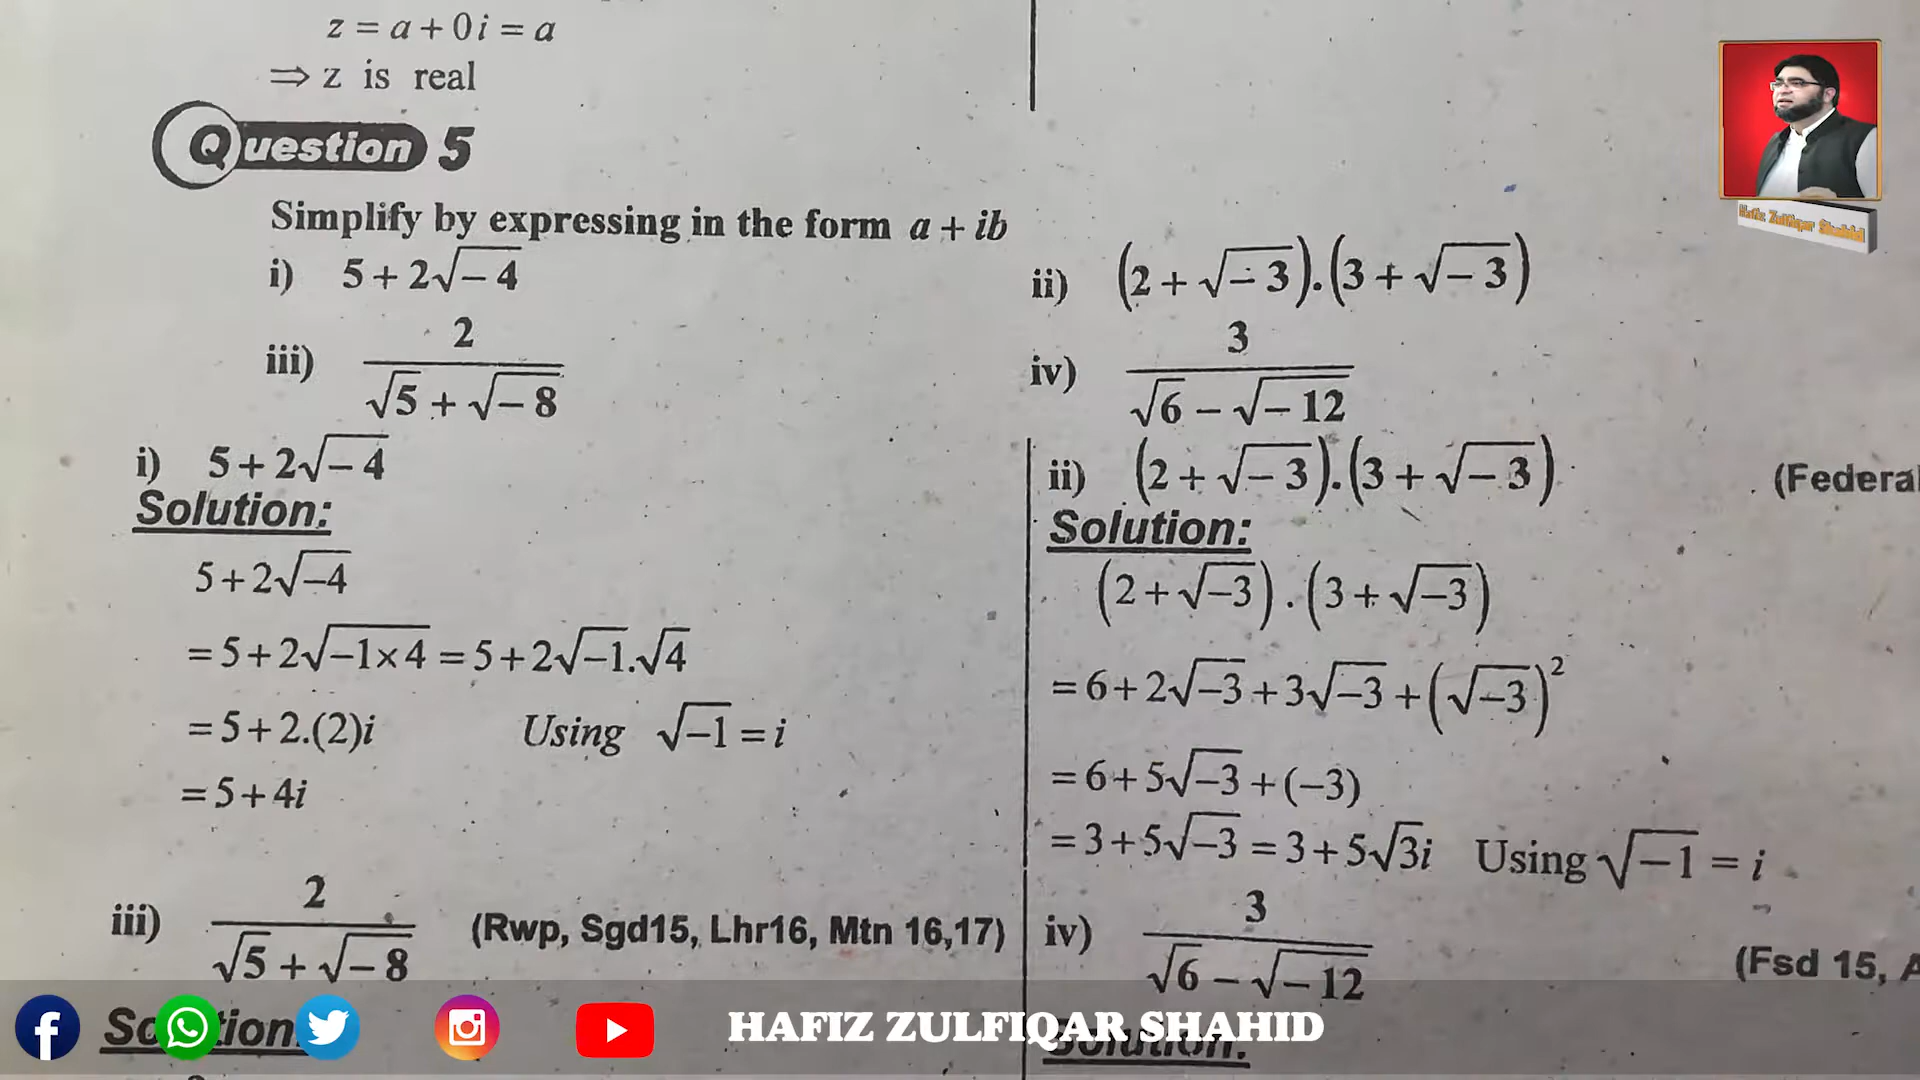 z = a + 0i = a
⇒ z is real
Question 5
Simplify by expressing in the form a + ib
i) 5 + 2√−4
ii) (2 + √−3).(3 + √−3)
iii) 2 / (√5 + √−8)
iv) 3 / (√6 − √−12)
i) 5 + 2√−4
Solution:
5 + 2√−4
= 5 + 2√−1×4 = 5 + 2√−1.√4
= 5 + 2.(2)i Using √−1 = i
= 5 + 4i
iii) 2 / (√5 + √−8) (Rwp, Sgd15, Lhr16, Mtn 16,17)
ii) (2 + √−3).(3 + √−3) (Federal
Solution:
(2 + √−3).(3 + √−3)
= 6 + 2√−3 + 3√−3 + (√−3)²
= 6 + 5√−3 + (−3)
= 3 + 5√−3 = 3 + 5√3i Using √−1 = i
iv) 3 / (√6 − √−12) (Fsd 15, A
Solution:
Hafiz Zulfiqar Shahid
HAFIZ ZULFIQAR SHAHID